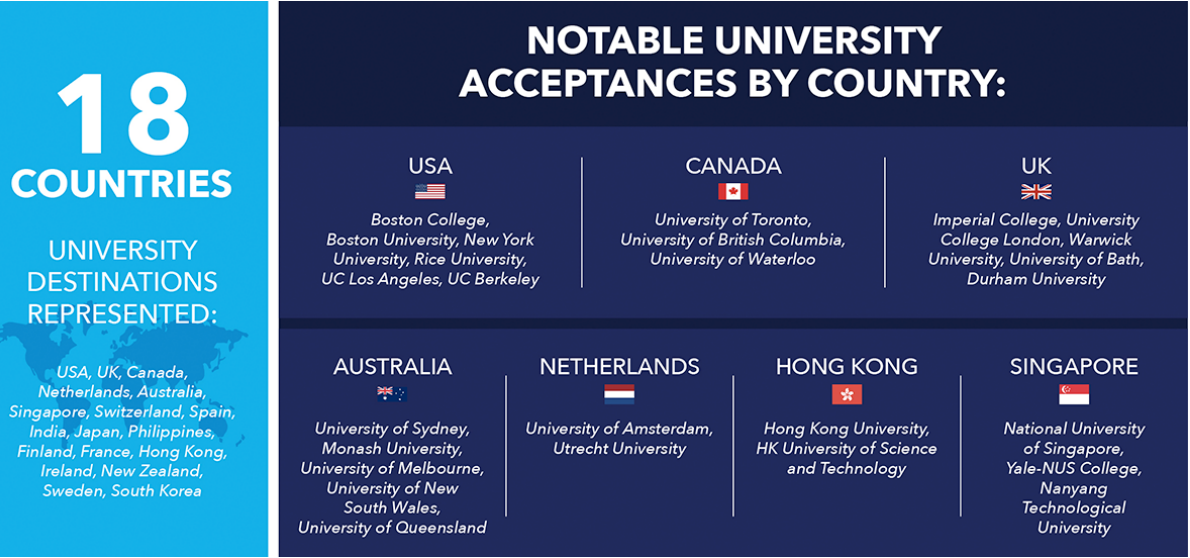 18
COUNTRIES
UNIVERSITY
DESTINATIONS
REPRESENTED:
USA, UK, Canada,
Netherlands, Australia,
Singapore, Switzerland, Spain,
India, Japan, Philippines,
Finland, France, Hong Kong,
Ireland, New Zealand,
Sweden, South Korea
NOTABLE UNIVERSITY
ACCEPTANCES BY COUNTRY:
USA
Boston College,
Boston University, New York
University, Rice University,
UC Los Angeles, UC Berkeley
CANADA
University of Toronto,
University of British Columbia,
University of Waterloo
UK
Imperial College, University
College London, Warwick
University, University of Bath,
Durham University
AUSTRALIA
University of Sydney,
Monash University,
University of Melbourne,
University of New
South Wales,
University of Queensland
NETHERLANDS
University of Amsterdam,
Utrecht University
HONG KONG
Hong Kong University,
HK University of Science
and Technology
SINGAPORE
National University
of Singapore,
Yale-NUS College,
Nanyang
Technological
University